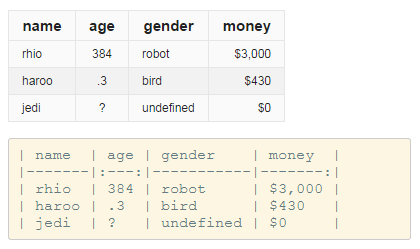 name age gender money
rhio 384 robot $3,000
haroo .3 bird $430
jedi ? undefined $0
| name  | age | gender    | money  |
|-------|:---:|-----------|-------:|
| rhio  | 384 | robot     | $3,000 |
| haroo | .3  | bird      | $430   |
| jedi  | ?   | undefined | $0     |